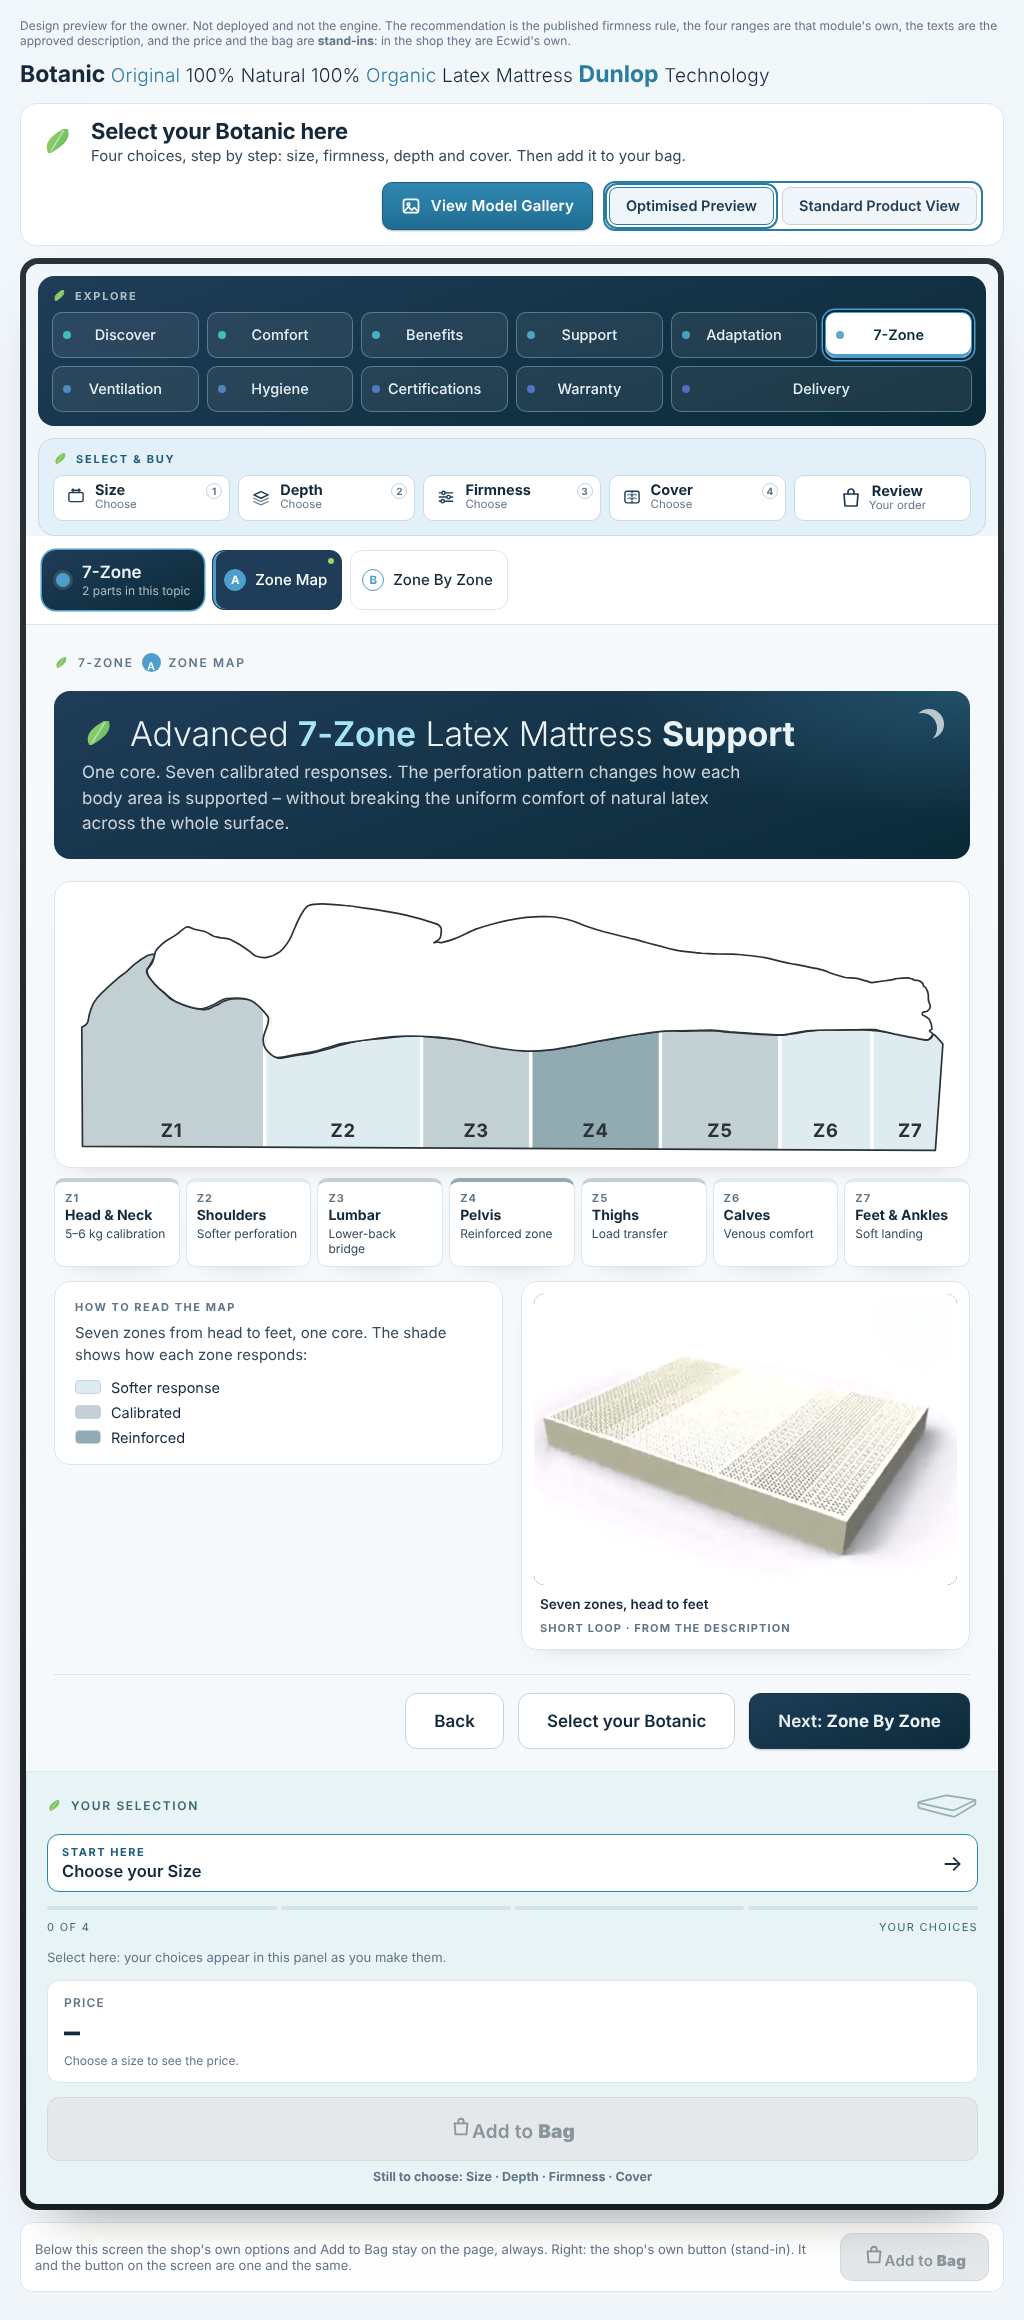 Design preview for the owner. Not deployed and not the engine. The recommendation is the published firmness rule, the four ranges are that module's own, the texts are the
approved description, and the price and the bag are stand-ins: in the shop they are Ecwid's own.
Botanic Original 100% Natural 100% Organic Latex Mattress Dunlop Technology
Select your Botanic here
Four choices, step by step: size, firmness, depth and cover. Then add it to your bag.
View Model Gallery
Optimised Preview
Standard Product View
EXPLORE
Discover
Comfort
Benefits
Support
Adaptation
7-Zone
Ventilation
Hygiene
Certifications
Warranty
Delivery
SELECT & BUY
Size
Choose
1
Depth
Choose
2
Firmness
Choose
3
Cover
Choose
4
Review
Your order
7-Zone
2 parts in this topic
A Zone Map
B Zone By Zone
7-ZONE A ZONE MAP
Advanced 7-Zone Latex Mattress Support
One core. Seven calibrated responses. The perforation pattern changes how each
body area is supported – without breaking the uniform comfort of natural latex
across the whole surface.
Z1 Z2 Z3 Z4 Z5 Z6 Z7
Z1
Head & Neck
5–6 kg calibration
Z2
Shoulders
Softer perforation
Z3
Lumbar
Lower-back
bridge
Z4
Pelvis
Reinforced zone
Z5
Thighs
Load transfer
Z6
Calves
Venous comfort
Z7
Feet & Ankles
Soft landing
HOW TO READ THE MAP
Seven zones from head to feet, one core. The shade
shows how each zone responds:
Softer response
Calibrated
Reinforced
Seven zones, head to feet
SHORT LOOP · FROM THE DESCRIPTION
Back
Select your Botanic
Next: Zone By Zone
YOUR SELECTION
START HERE
Choose your Size
0 OF 4
YOUR CHOICES
Select here: your choices appear in this panel as you make them.
PRICE
–
Choose a size to see the price.
Add to Bag
Still to choose: Size · Depth · Firmness · Cover
Below this screen the shop's own options and Add to Bag stay on the page, always. Right: the shop's own button (stand-in). It
and the button on the screen are one and the same.
Add to Bag